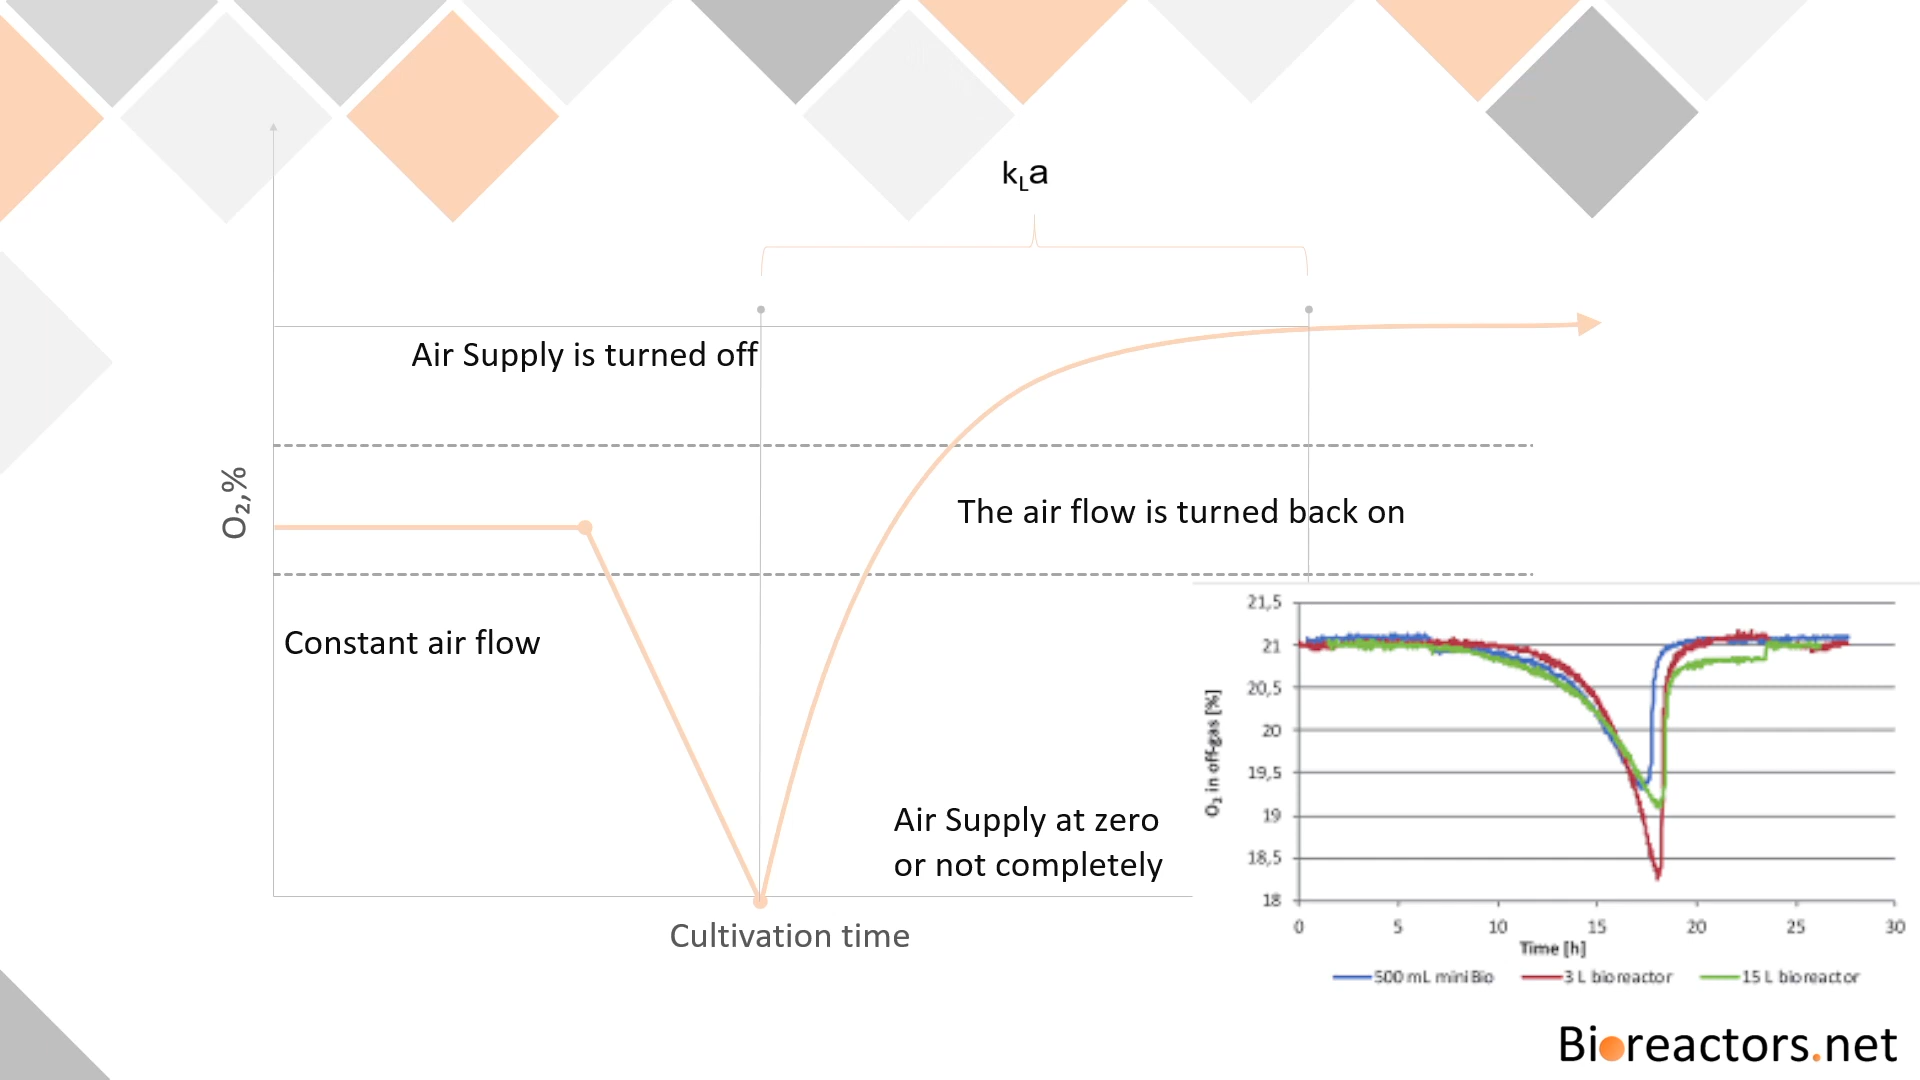 kLa
Air Supply is turned off
O₂,%
The air flow is turned back on
Constant air flow
Air Supply at zero
or not completely
Cultivation time
21,5
21
20,5
20
19,5
19
18,5
18
O₂ in off-gas [%]
0 5 10 15 20 25 30
Time [h]
500 mL miniBio 3 L bioreactor 15 L bioreactor
Bioreactors.net